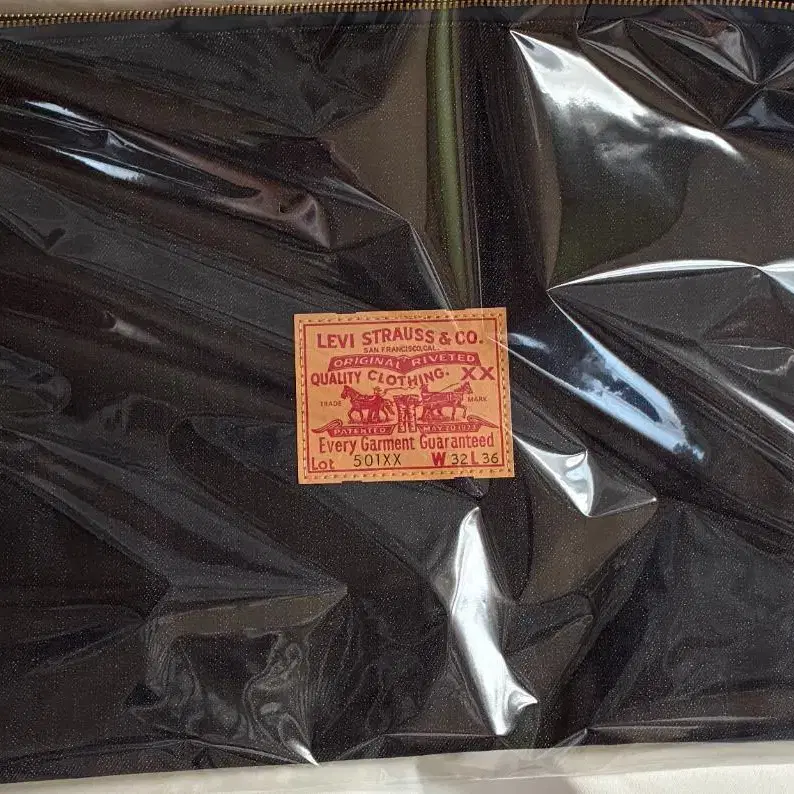 LEVI STRAUSS & CO.
SAN FRANCISCO, CAL.
ORIGINAL RIVETED
QUALITY CLOTHING. XX
TRADE MARK
PATENTED MAY 20 1873
Every Garment Guaranteed
Lot 501XX W 32 L 36